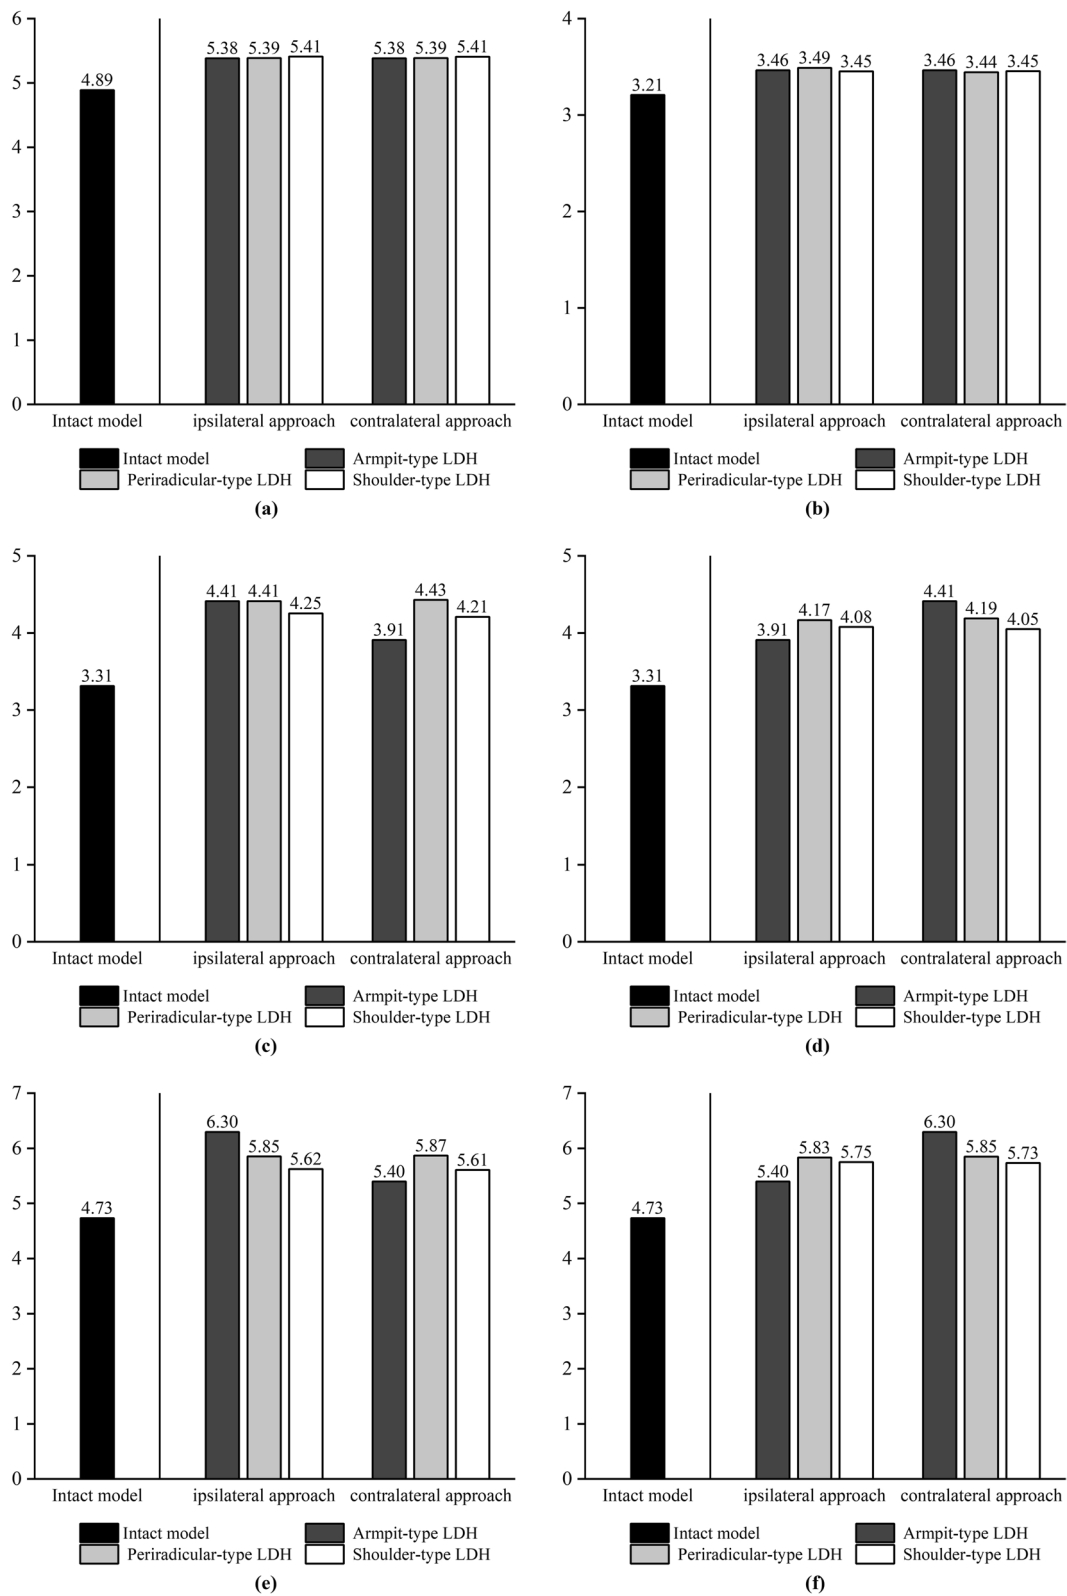 6
5.38 5.39 5.41
5.38 5.39 5.41
5
4.89
4
3
2
1
0
Intact model
ipsilateral approach
contralateral approach
Intact model
Armpit-type LDH
Periradicular-type LDH
Shoulder-type LDH
(a)
4
3.46 3.49 3.45
3.46 3.44 3.45
3.21
3
2
1
0
Intact model
ipsilateral approach
contralateral approach
Intact model
Armpit-type LDH
Periradicular-type LDH
Shoulder-type LDH
(b)
5
4.41 4.41 4.25
3.91 4.43 4.21
4
3.31
3
2
1
0
Intact model
ipsilateral approach
contralateral approach
Intact model
Armpit-type LDH
Periradicular-type LDH
Shoulder-type LDH
(c)
5
3.91 4.17 4.08
4.41 4.19 4.05
4
3.31
3
2
1
0
Intact model
ipsilateral approach
contralateral approach
Intact model
Armpit-type LDH
Periradicular-type LDH
Shoulder-type LDH
(d)
7
6.30 5.85 5.62
5.40 5.87 5.61
6
5
4.73
4
3
2
1
0
Intact model
ipsilateral approach
contralateral approach
Intact model
Armpit-type LDH
Periradicular-type LDH
Shoulder-type LDH
(e)
7
5.40 5.83 5.75
6.30 5.85 5.73
6
5
4.73
4
3
2
1
0
Intact model
ipsilateral approach
contralateral approach
Intact model
Armpit-type LDH
Periradicular-type LDH
Shoulder-type LDH
(f)